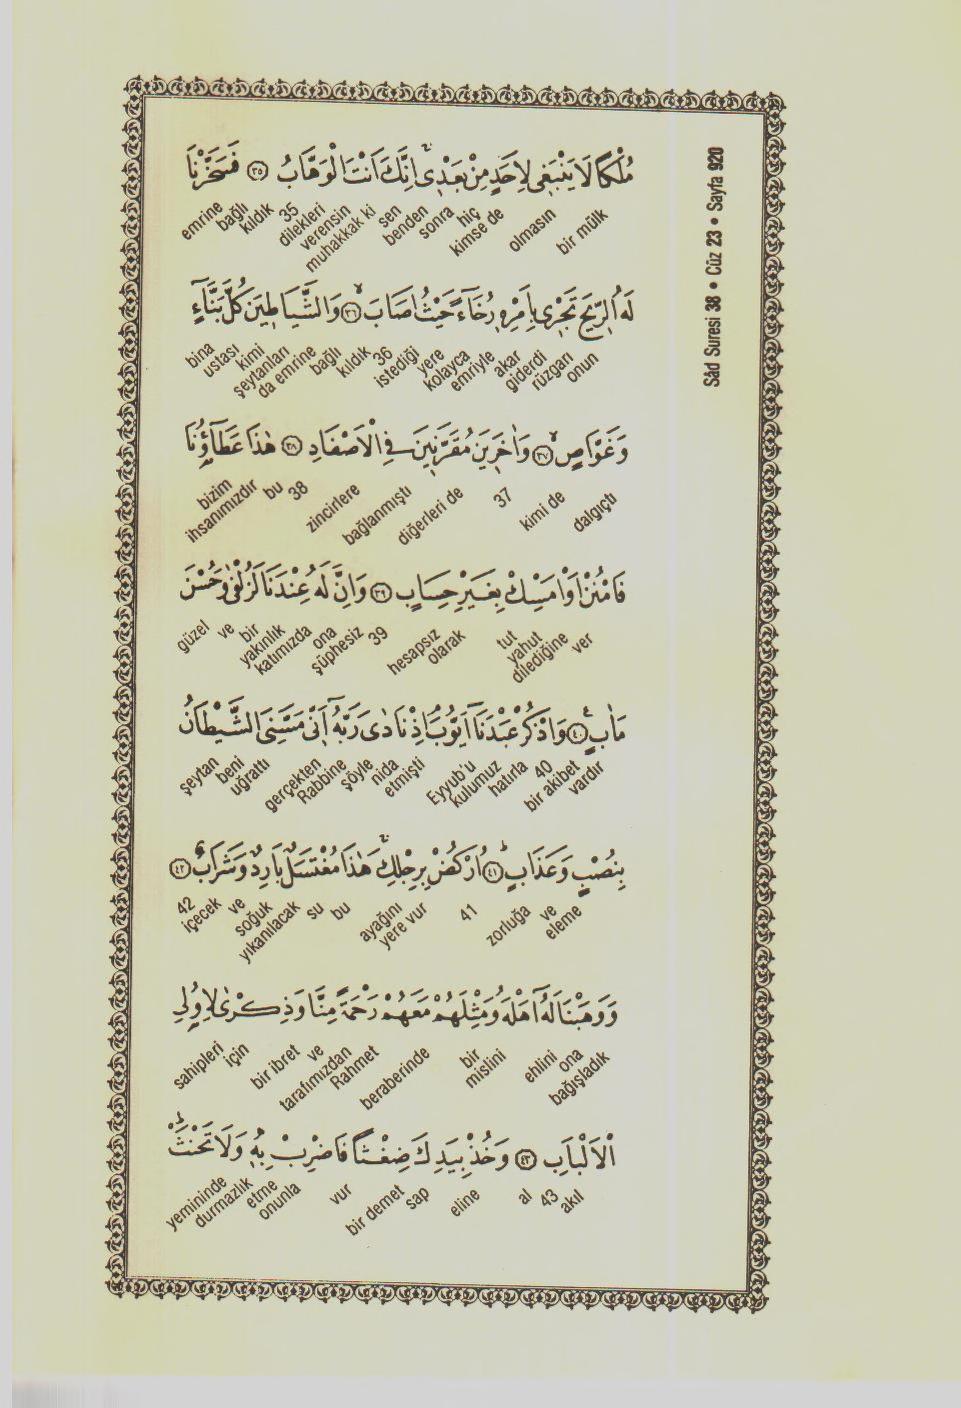 Sâd Suresi 38 • Cüz 23 • Sayfa 920
مُلْكًا لَا يَنْبَغ۪ي لِاَحَدٍ مِنْ بَعْد۪يۚ اِنَّكَ اَنْتَ الْوَهَّابُ ﴿٣٥﴾ فَسَخَّرْنَا
bir mülk olmasın kimse de hiç sonra benden sen muhakkak ki verensin dilekleri 35 kıldık bağlı emrine
لَهُ الرّ۪يحَ تَجْر۪ي بِاَمْرِه۪ رُخَٓاءً حَيْثُ اَصَابَۙ ﴿٣٦﴾ وَالشَّيَاط۪ينَ كُلَّ بَنَّٓاءٍ
onun rüzgarı giderdi akar emriyle kolayca yere istediği 36 kıldık bağlı da emrine şeytanları kimi ustası bina
وَغَوَّاصٍۙ ﴿٣٧﴾ وَاٰخَر۪ينَ مُقَرَّن۪ينَ فِي الْاَصْفَادِ ﴿٣٨﴾ هٰذَا عَطَٓاؤُ۬نَا
dalgıçtı kimi de 37 diğerleri de bağlanmıştı zincirlere 38 bu ihsanımızdır bizim
فَامْنُنْ اَوْ اَمْسِكْ بِغَيْرِ حِسَابٍ ﴿٣٩﴾ وَاِنَّ لَهُ عِنْدَنَا لَزُلْفٰى وَحُسْنَ
ver dilediğine yahut tut olarak hesapsız 39 şüphesiz ona katımızda yakınlık bir ve güzel
مَاٰبٍ۟ ﴿٤٠﴾ وَاذْكُرْ عَبْدَنَٓا اَيُّوبَۢ اِذْ نَادٰى رَبَّهُٓ اَنّ۪ي مَسَّنِيَ الشَّيْطَانُ
vardır bir akibet 40 hatırla kulumuz Eyyub'u etmişti nida şöyle Rabbine gerçekten uğrattı beni şeytan
بِنُصْبٍ وَعَذَابٍۜ ﴿٤١﴾ اُرْكُضْ بِرِجْلِكَۚ هٰذَا مُغْتَسَلٌ بَارِدٌ وَشَرَابٌ ﴿٤٢﴾
eleme ve zorluğa 41 yere vur ayağını bu su yıkanılacak soğuk ve içecek 42
وَوَهَبْنَا لَهُٓ اَهْلَهُ وَمِثْلَهُمْ مَعَهُمْ رَحْمَةً مِنَّا وَذِكْرٰى لِاُو۬لِي
bağışladık ona ehlini mislini bir beraberinde Rahmet tarafımızdan ve bir ibret için sahipleri
الْاَلْبَابِ ﴿٤٣﴾ وَخُذْ بِيَدِكَ ضِغْثًا فَاضْرِبْ بِه۪ وَلَا تَحْنَثْۜ
akıl 43 al eline sap bir demet vur onunla etme durmazlık yemininde